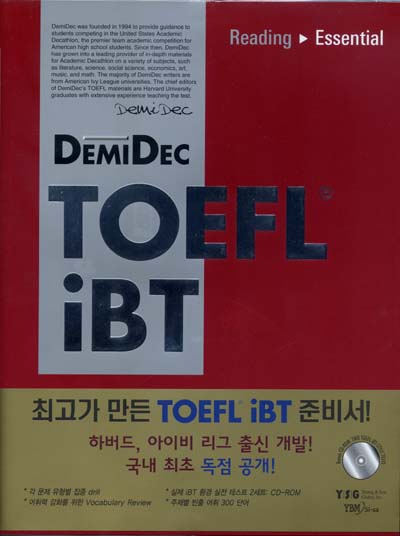 DemiDec was founded in 1994 to provide guidance to
students competing in the United States Academic
Decathlon, the premier team academic competition for
American high school students. Since then, DemiDec
has grown into a leading provider of in-depth materials
for Academic Decathlon on a variety of subjects, such
as literature, science, social science, economics, art,
music, and math. The majority of DemiDec writers are
from American Ivy League universities. The chief editors
of DemiDec's TOEFL materials are Harvard University
graduates with extensive experience teaching the test.
DemiDec
Reading ▶ Essential
DEMIDEC
TOEFL®
iBT
최고가 만든 TOEFL® iBT 준비서!
하버드, 아이비 리그 출신 개발!
국내 최초 독점 공개!
* 각 문제 유형별 집중 drill
* 실제 iBT 환경 실전 테스트 2세트: CD-ROM
* 어휘력 강화를 위한 Vocabulary Review
* 주제별 빈출 어휘 300 단어
YSG
YBM Si-sa